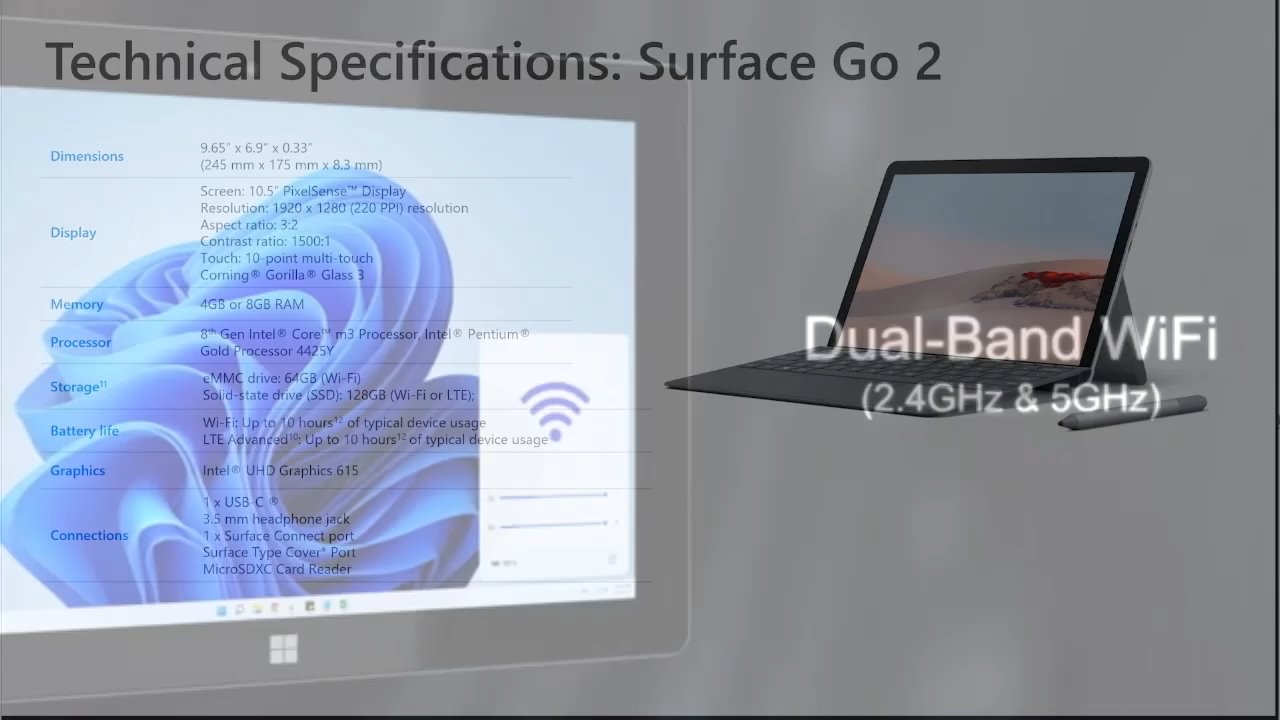 Technical Specifications: Surface Go 2
Dimensions
9.65" x 6.9" x 0.33"
(245 mm x 175 mm x 8.3 mm)
Display
Screen: 10.5" PixelSense™ Display
Resolution: 1920 x 1280 (220 PPI) resolution
Aspect ratio: 3:2
Contrast ratio: 1500:1
Touch: 10-point multi-touch
Corning® Gorilla® Glass 3
Memory
4GB or 8GB RAM
Processor
8th Gen Intel® Core™ m3 Processor, Intel® Pentium®
Gold Processor 4425Y
Storage11
eMMC drive: 64GB (Wi-Fi)
Solid-state drive (SSD): 128GB (Wi-Fi or LTE);
Battery life
Wi-Fi: Up to 10 hours12 of typical device usage
LTE Advanced10: Up to 10 hours12 of typical device usage
Graphics
Intel® UHD Graphics 615
Connections
1 x USB-C ®
3.5 mm headphone jack
1 x Surface Connect port
Surface Type Cover* Port
MicroSDXC Card Reader
Dual-Band WiFi
(2.4GHz & 5GHz)